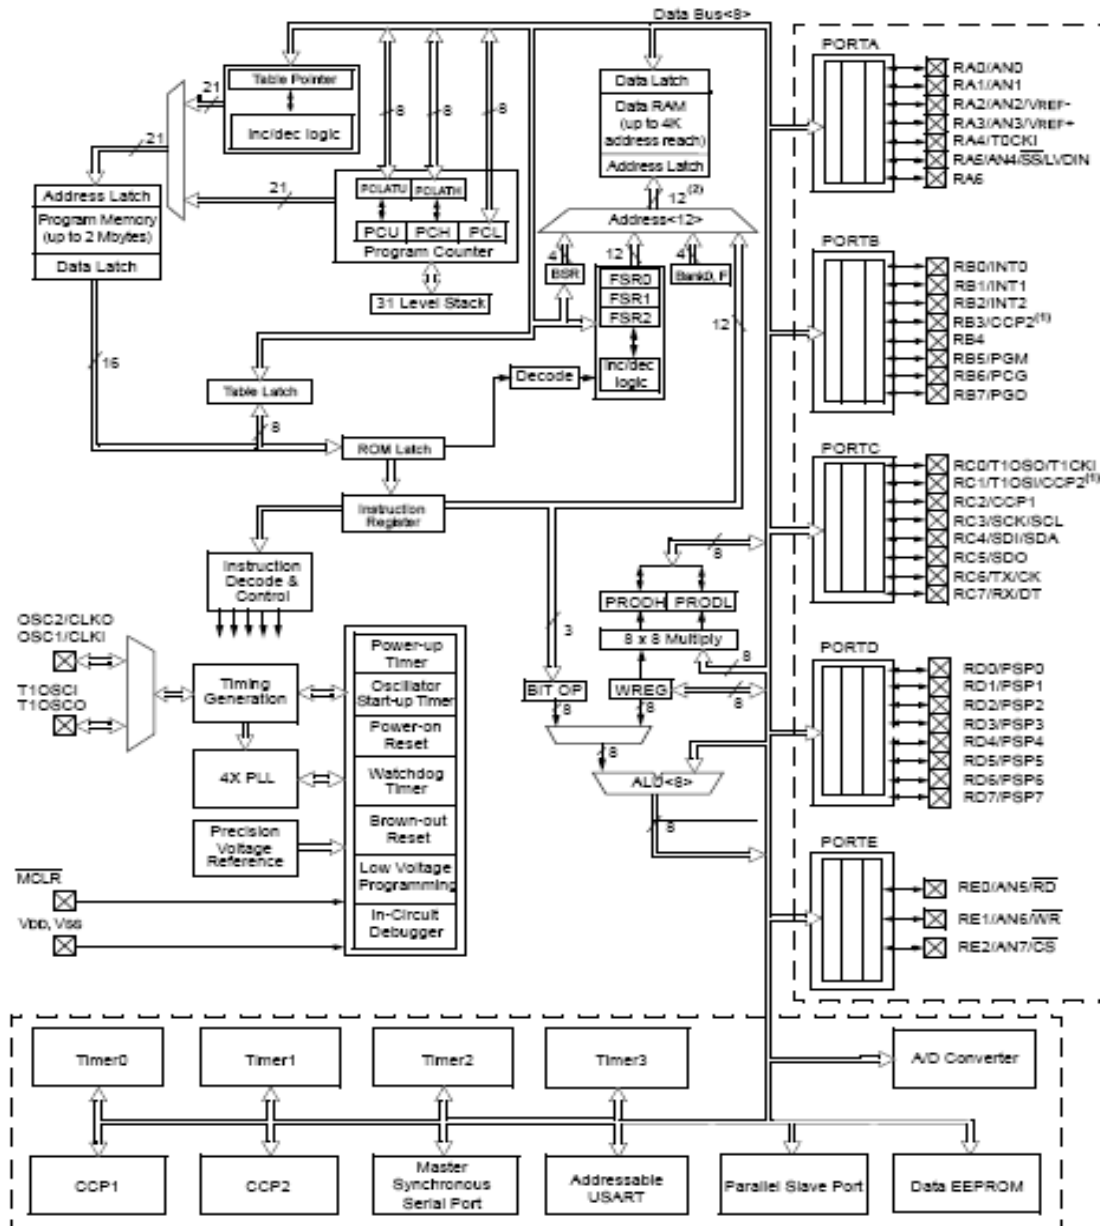 Data Bus<8>
PORTA
Table Pointer
21
inc/dec logic
8
8
8
Data Latch
Data RAM
(up to 4K
address reach)
Address Latch
RA0/AN0
RA1/AN1
RA2/AN2/VREF-
RA3/AN3/VREF+
RA4/T0CKI
RA5/AN4/SS/LVDIN
RA6
21
21
PCLATU
PCLATH
12(2)
Address Latch
Program Memory
(up to 2 Mbytes)
Data Latch
PCU
PCH
PCL
Program Counter
Address<12>
4
12
4
BSR
FSR0
FSR1
FSR2
Bank0, F
12
31 Level Stack
inc/dec
logic
Decode
PORTB
RB0/INT0
RB1/INT1
RB2/INT2
RB3/CCP2(1)
RB4
RB5/PGM
RB6/PCG
RB7/PGD
16
Table Latch
8
ROM Latch
Instruction
Register
PORTC
RC0/T1OSO/T1CKI
RC1/T1OSI/CCP2(1)
RC2/CCP1
RC3/SCK/SCL
RC4/SDI/SDA
RC5/SDO
RC6/TX/CK
RC7/RX/DT
Instruction
Decode &
Control
8
PRODH
PRODL
8 x 8 Multiply
3
8
BIT OP
WREG
8
8
8
8
ALU<8>
8
OSC2/CLKO
OSC1/CLKI
T1OSCI
T1OSCO
Timing
Generation
4X PLL
Precision
Voltage
Reference
Power-up
Timer
Oscillator
Start-up Timer
Power-on
Reset
Watchdog
Timer
Brown-out
Reset
Low Voltage
Programming
In-Circuit
Debugger
MCLR
VDD, VSS
PORTD
RD0/PSP0
RD1/PSP1
RD2/PSP2
RD3/PSP3
RD4/PSP4
RD5/PSP5
RD6/PSP6
RD7/PSP7
PORTE
RE0/AN5/RD
RE1/AN6/WR
RE2/AN7/CS
Timer0
Timer1
Timer2
Timer3
A/D Converter
CCP1
CCP2
Master
Synchronous
Serial Port
Addressable
USART
Parallel Slave Port
Data EEPROM